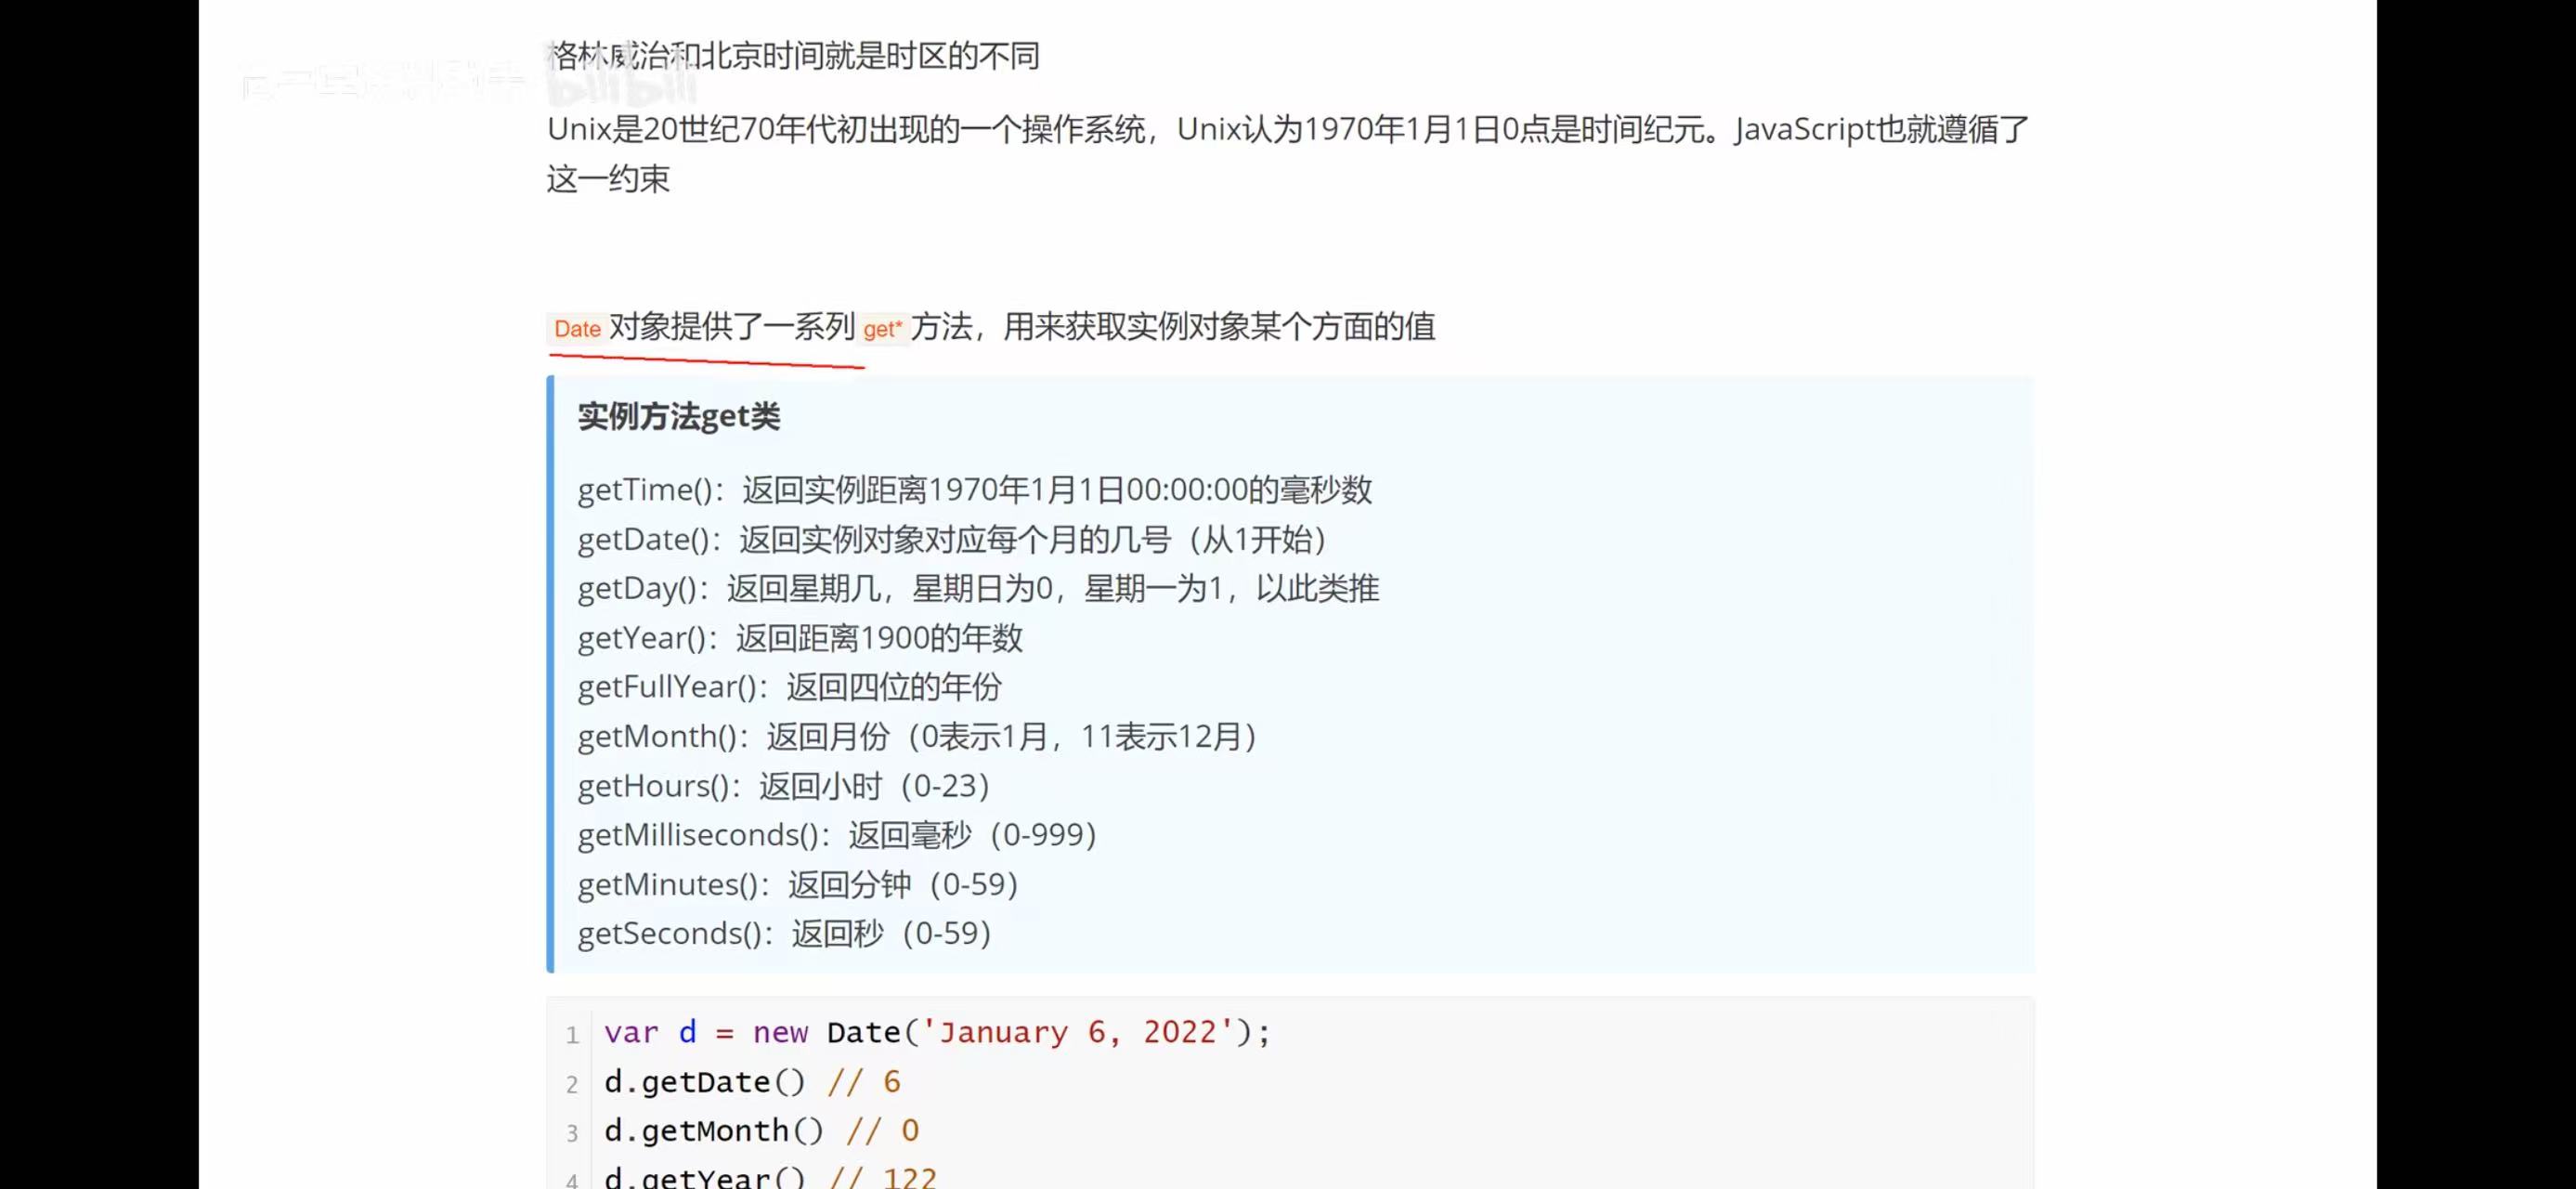 格林威治和北京时间就是时区的不同
bilibili
Unix是20世纪70年代初出现的一个操作系统，Unix认为1970年1月1日0点是时间纪元。JavaScript也就遵循了
这一约束
Date对象提供了一系列get*方法，用来获取实例对象某个方面的值
实例方法get类
getTime()：返回实例距离1970年1月1日00:00:00的毫秒数
getDate()：返回实例对象对应每个月的几号（从1开始）
getDay()：返回星期几，星期日为0，星期一为1，以此类推
getYear()：返回距离1900的年数
getFullYear()：返回四位的年份
getMonth()：返回月份（0表示1月，11表示12月）
getHours()：返回小时（0-23）
getMilliseconds()：返回毫秒（0-999）
getMinutes()：返回分钟（0-59）
getSeconds()：返回秒（0-59）
1 var d = new Date('January 6, 2022');
2 d.getDate() // 6
3 d.getMonth() // 0
4 d.getYear() // 122